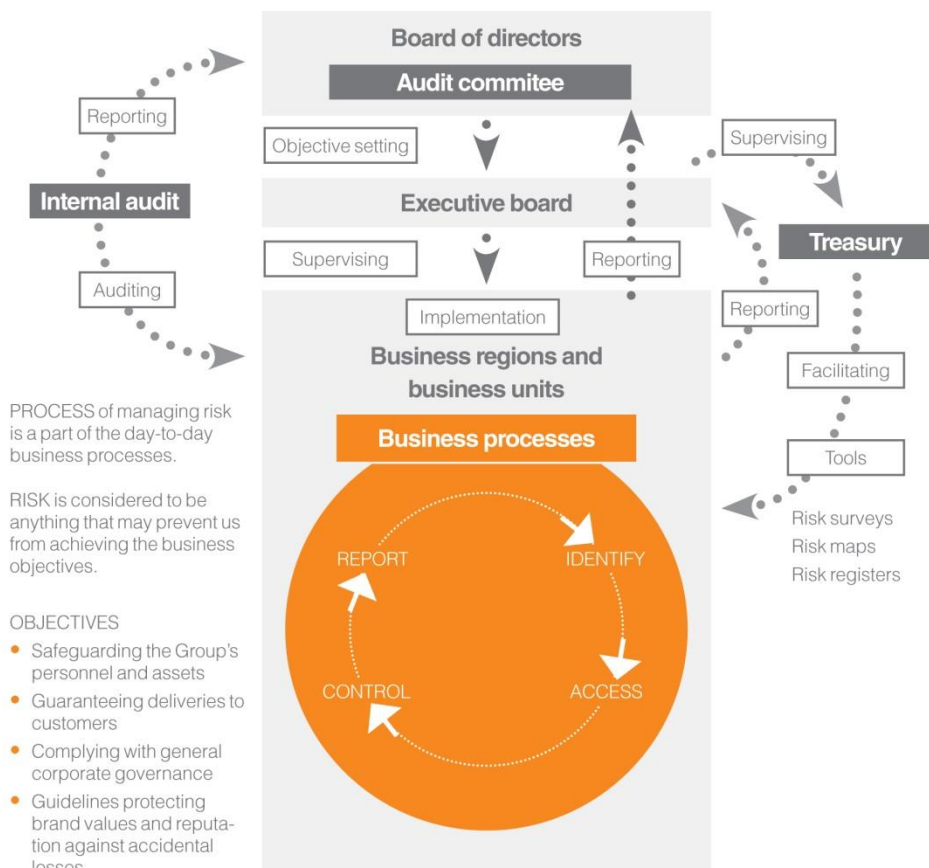 Board of directors
Audit commitee
Reporting
Objective setting
Supervising
Internal audit
Executive board
Treasury
Supervising
Reporting
Auditing
Reporting
Implementation
Business regions and
business units
Facilitating
Business processes
Tools
Risk surveys
Risk maps
Risk registers
PROCESS of managing risk
is a part of the day-to-day
business processes.
RISK is considered to be
anything that may prevent us
from achieving the business
objectives.
REPORT
IDENTIFY
CONTROL
ACCESS
OBJECTIVES
• Safeguarding the Group's
personnel and assets
• Guaranteeing deliveries to
customers
• Complying with general
corporate governance
• Guidelines protecting
brand values and reputa-
tion against accidental
losses